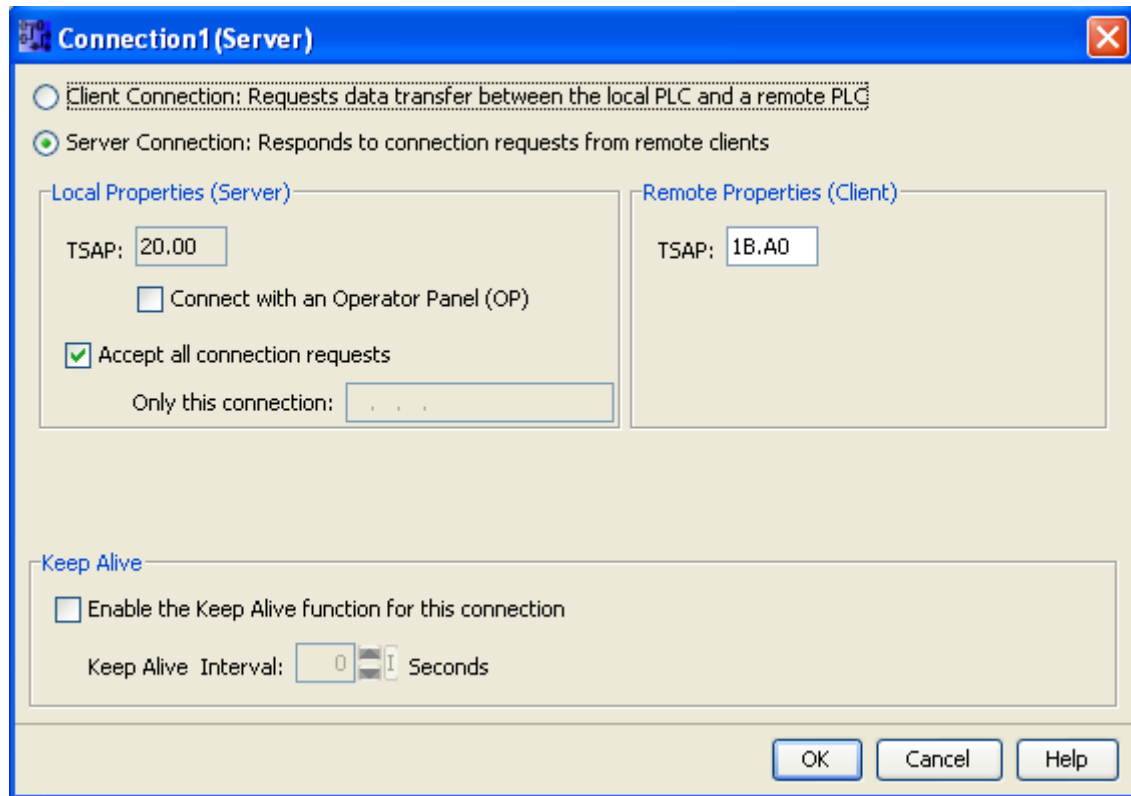 Connection1(Server)
Client Connection: Requests data transfer between the local PLC and a remote PLC
Server Connection: Responds to connection requests from remote clients
Local Properties (Server)
TSAP: 20.00
Connect with an Operator Panel (OP)
Accept all connection requests
Only this connection: . . .
Remote Properties (Client)
TSAP: 1B.A0
Keep Alive
Enable the Keep Alive function for this connection
Keep Alive Interval: 0 Seconds
OK Cancel Help